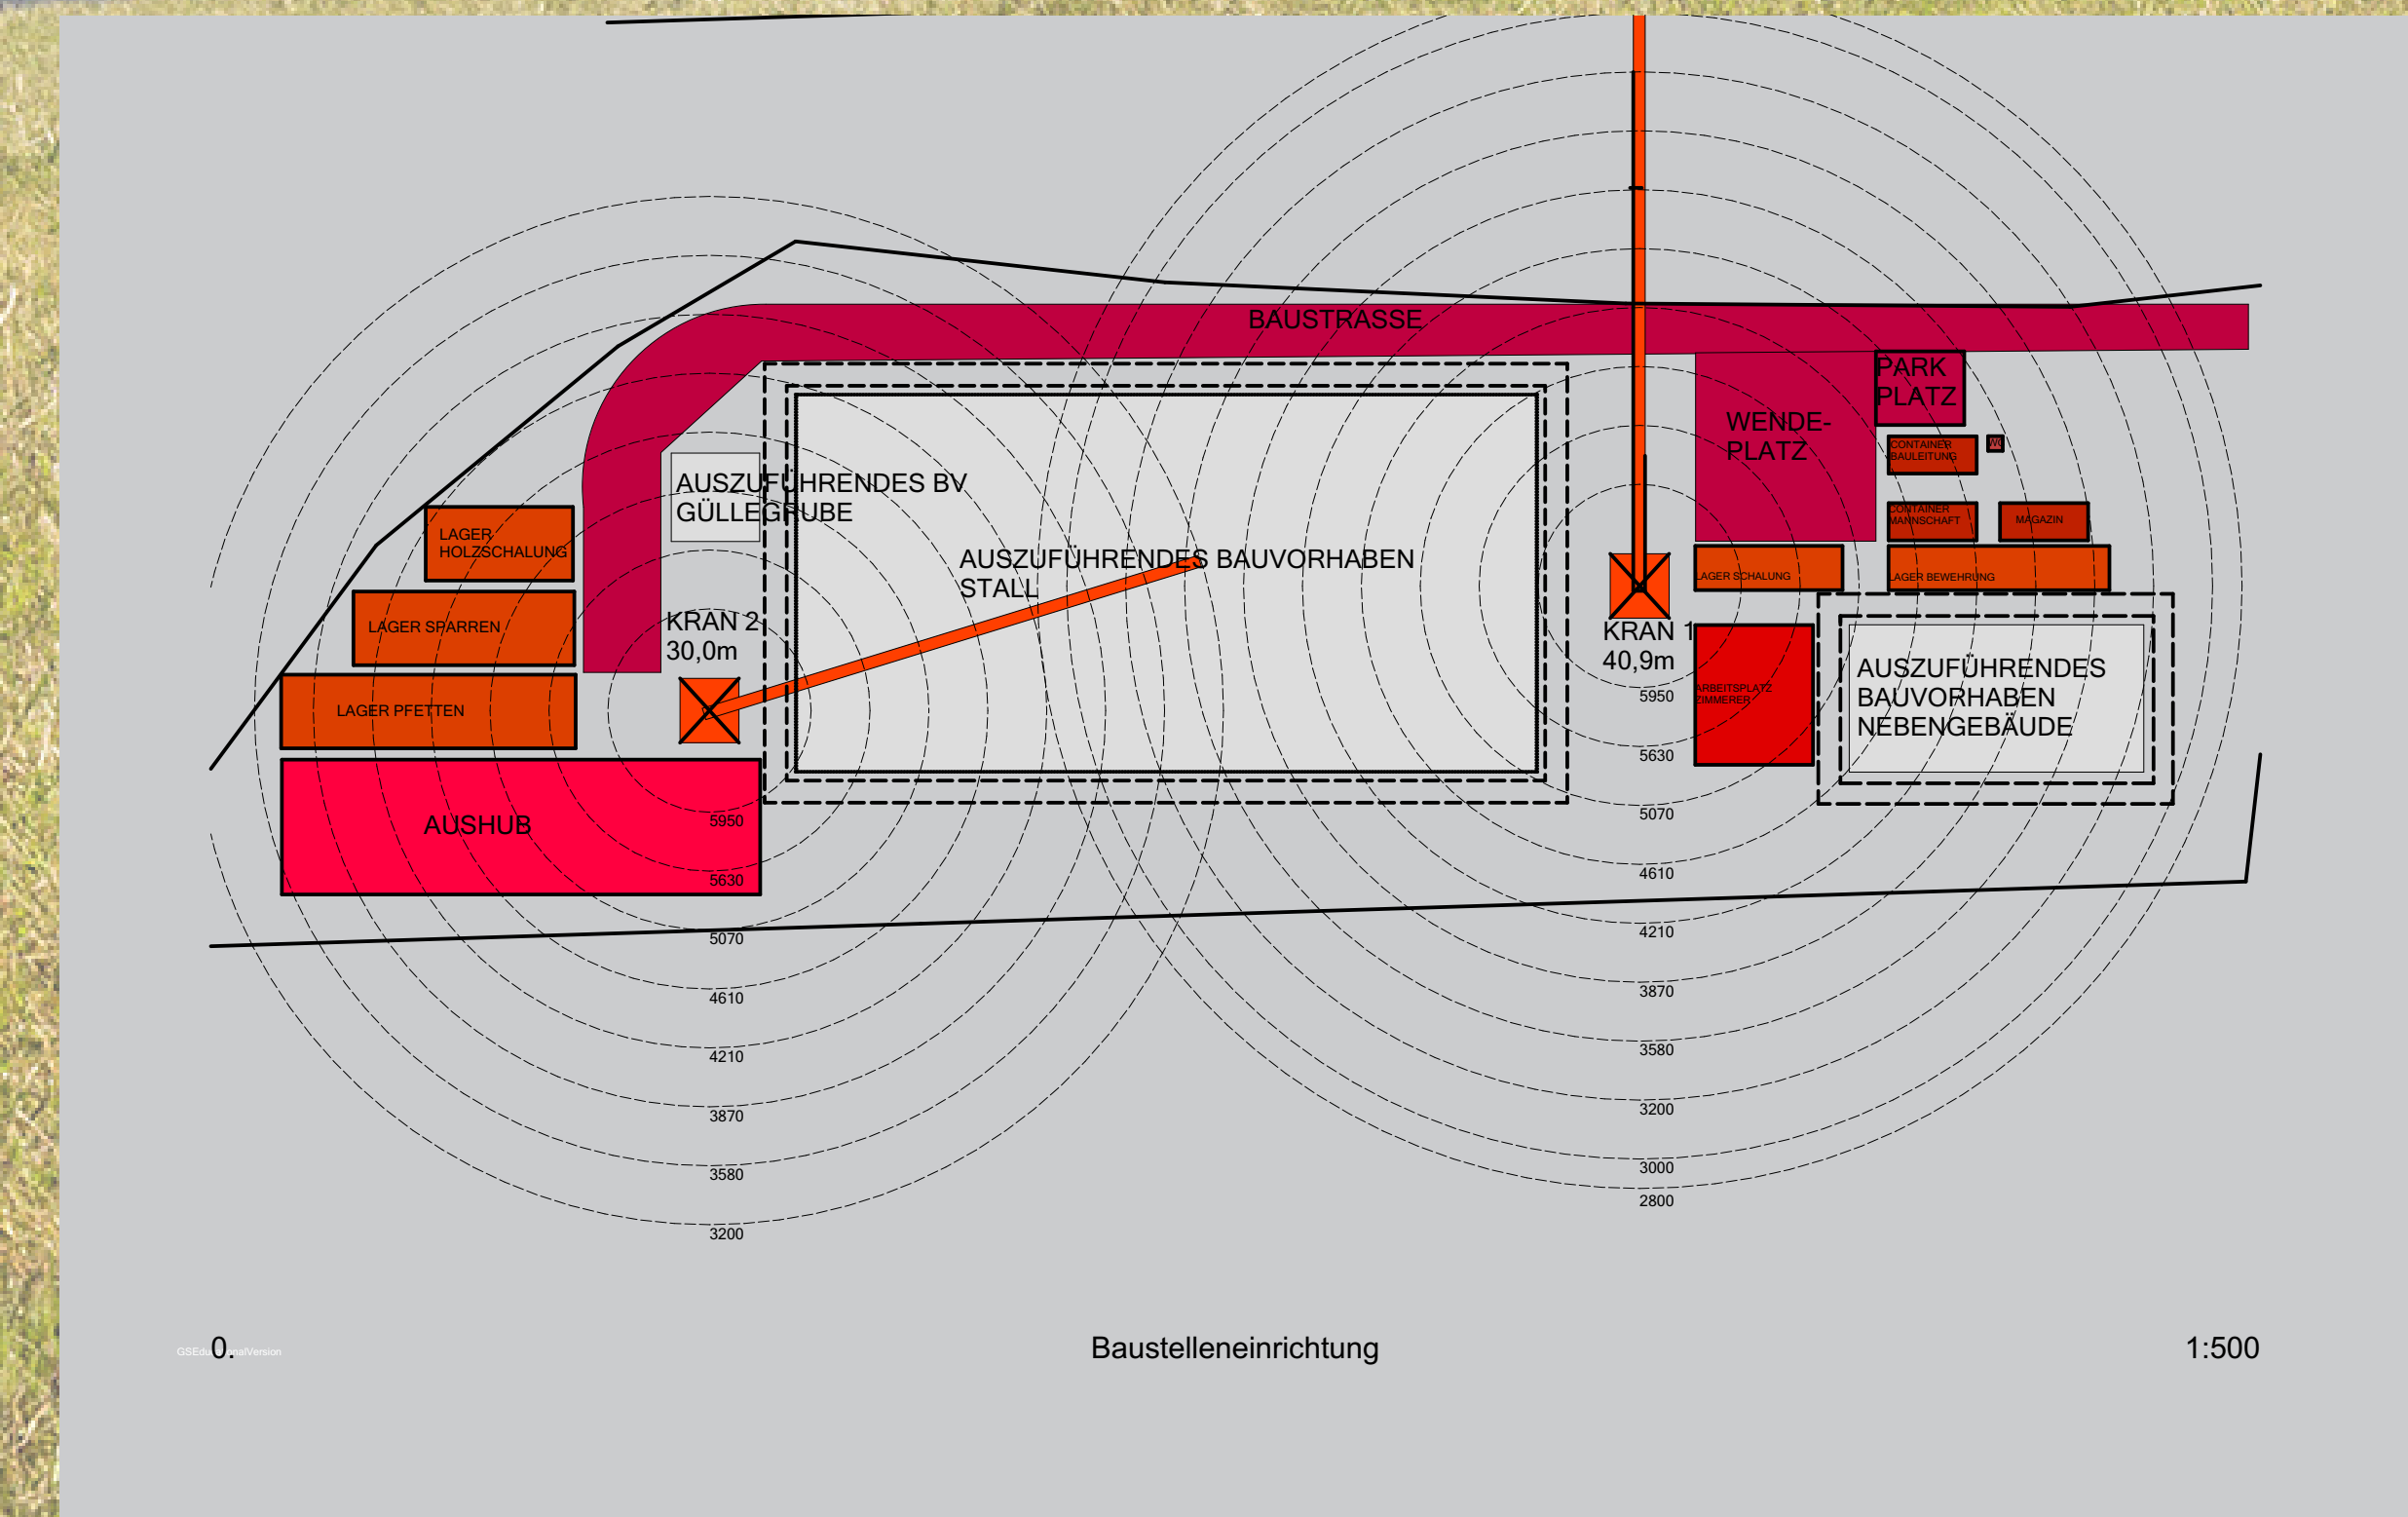 BAUSTRASSE
PARK
PLATZ
WENDE-
PLATZ
CONTAINER
BAULEITUNG
WC
AUSZUFÜHRENDES BV
GÜLLEGRUBE
CONTAINER
MANNSCHAFT
MAGAZIN
LAGER
HOLZSCHALUNG
AUSZUFÜHRENDES BAUVORHABEN
STALL
LAGER SCHALUNG
LAGER BEWEHRUNG
LAGER SPARREN
KRAN 2
30,0m
KRAN 1
40,9m
ARBEITSPLATZ
ZIMMERER
AUSZUFÜHRENDES
BAUVORHABEN
NEBENGEBÄUDE
LAGER PFETTEN
AUSHUB
5950
5630
5070
4610
4210
3870
3580
3200
5950
5630
5070
4610
4210
3870
3580
3200
3000
2800
0.
Baustelleneinrichtung
1:500